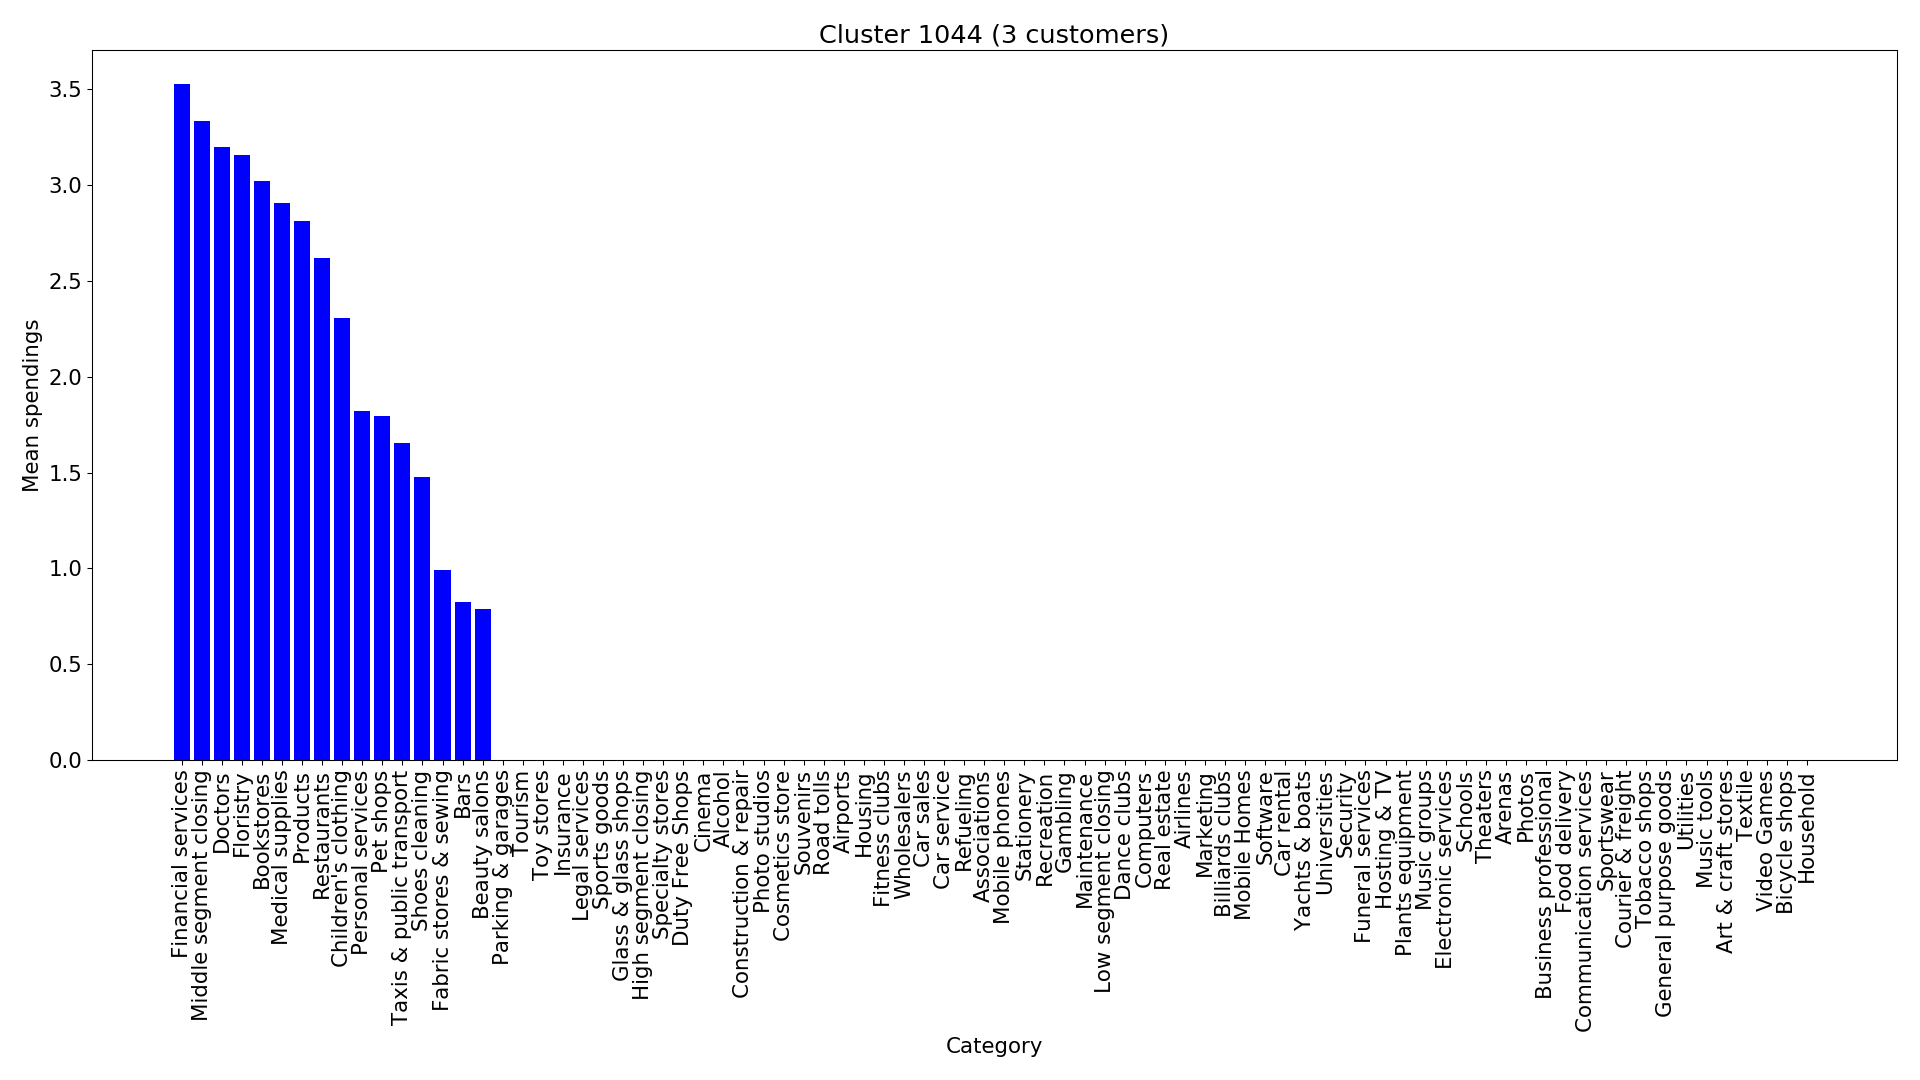 Cluster 1044 (3 customers)
Mean spendings
3.5
3.0
2.5
2.0
1.5
1.0
0.5
0.0
Financial services
Middle segment closing
Doctors
Floristry
Bookstores
Medical supplies
Products
Restaurants
Children's clothing
Personal services
Pet shops
Taxis & public transport
Shoes cleaning
Fabric stores & sewing
Bars
Beauty salons
Parking & garages
Tourism
Toy stores
Insurance
Legal services
Sports goods
Glass & glass shops
High segment closing
Specialty stores
Duty Free Shops
Cinema
Alcohol
Construction & repair
Photo studios
Cosmetics store
Souvenirs
Road tolls
Airports
Housing
Fitness clubs
Wholesalers
Car sales
Car service
Refueling
Associations
Mobile phones
Stationery
Recreation
Gambling
Maintenance
Low segment closing
Dance clubs
Computers
Real estate
Airlines
Marketing
Billiards clubs
Mobile Homes
Software
Car rental
Yachts & boats
Universities
Security
Funeral services
Hosting & TV
Plants equipment
Music groups
Electronic services
Schools
Theaters
Arenas
Photos
Business professional
Food delivery
Communication services
Sportswear
Courier & freight
Tobacco shops
General purpose goods
Utilities
Music tools
Art & craft stores
Textile
Video Games
Bicycle shops
Household
Category